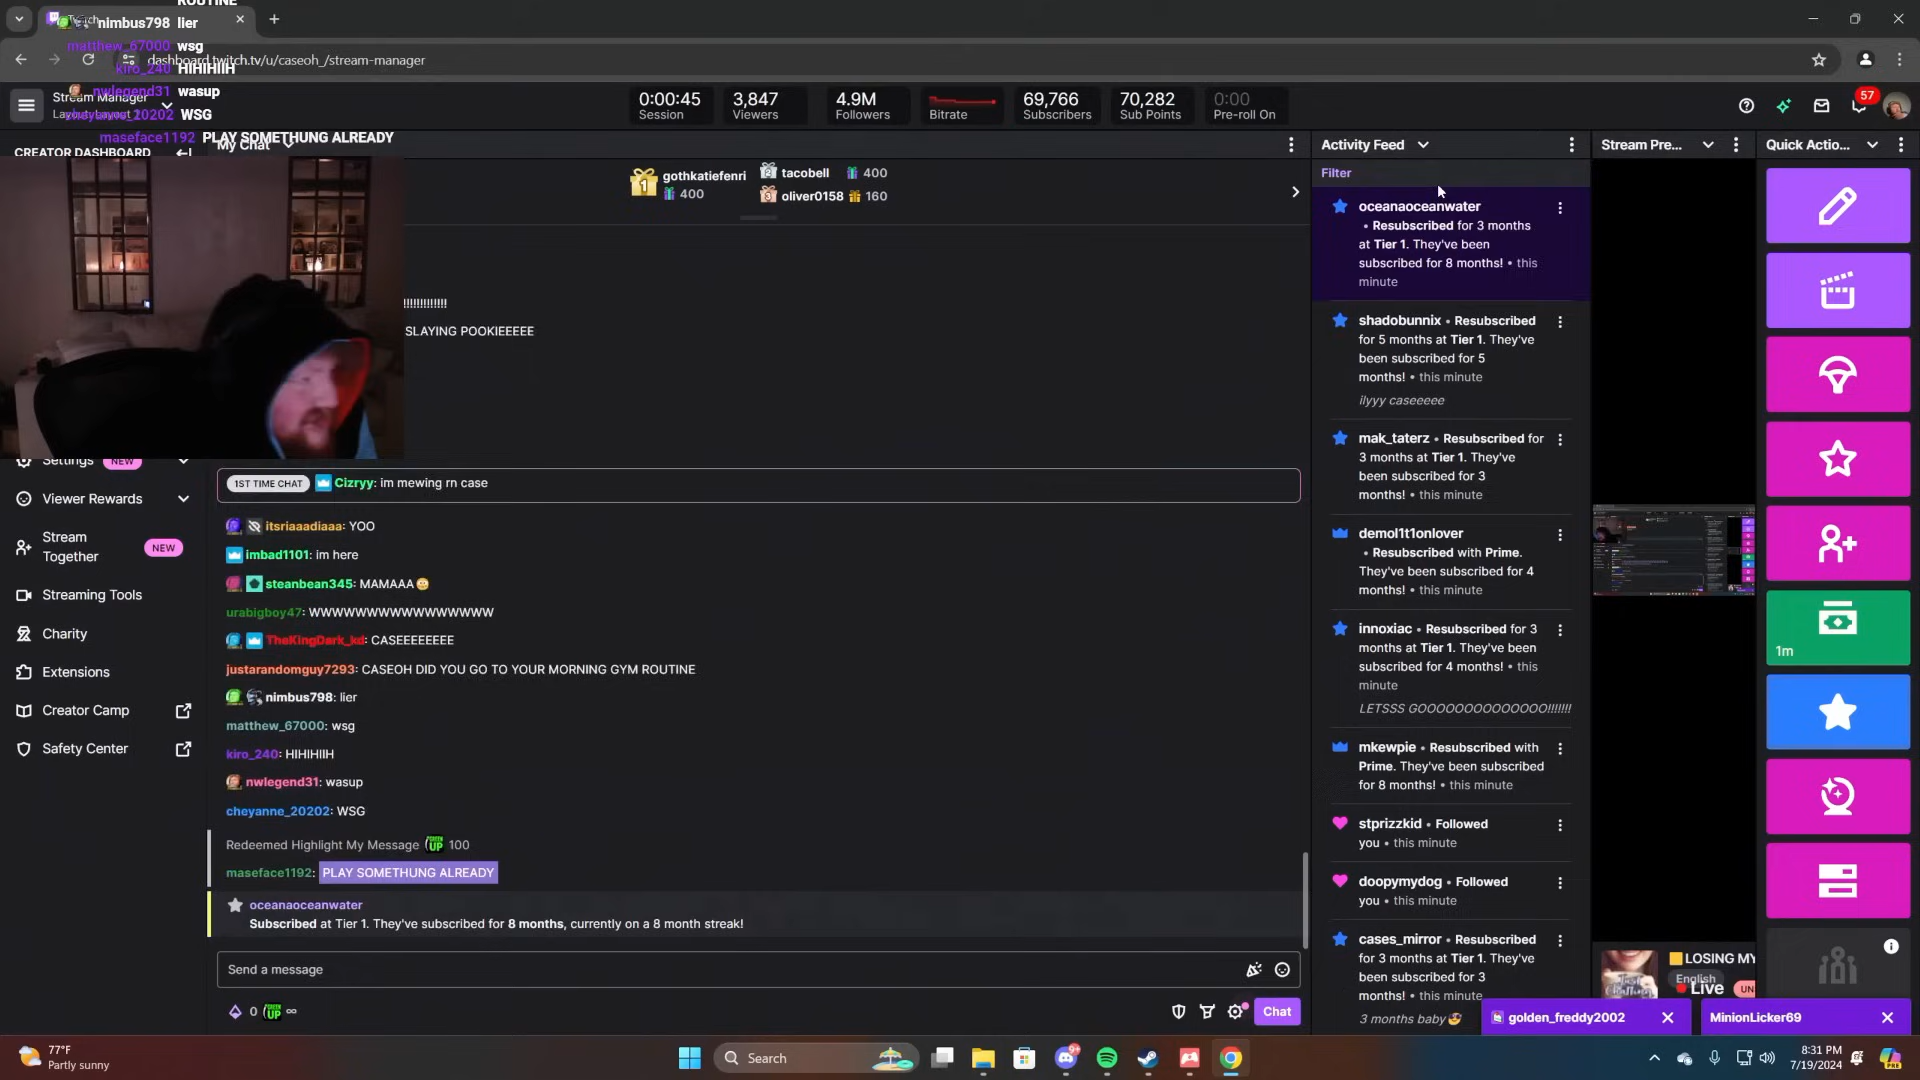 ROUTINE
nimbus798 lier
matthew_67000 wsg
kiro_240 HIHIHIIH
nwlegend31 wasup
cheyanne_20202 WSG
maseface1192 PLAY SOMETHUNG ALREADY
dashboard.twitch.tv/u/caseoh_/stream-manager
Stream Manager
0:00:45
Session
3,847
Viewers
4.9M
Followers
Bitrate
69,766
Subscribers
70,282
Sub Points
0:00
Pre-roll On
57
CREATOR DASHBOARD
My Chat
gothkatiefenri
400
tacobell 400
oliver0158 160
!!!!!!!!!!!!!
SLAYING POOKIEEEEE
Settings NEW
Viewer Rewards
Stream
Together
NEW
Streaming Tools
Charity
Extensions
Creator Camp
Safety Center
1ST TIME CHAT Cizryy: im mewing rn case
itsriaaadiaaa: YOO
imbad1101: im here
steanbean345: MAMAAA😳
urabigboy47: WWWWWWWWWWWWWWWW
TheKingDark_kd: CASEEEEEEEE
justarandomguy7293: CASEOH DID YOU GO TO YOUR MORNING GYM ROUTINE
nimbus798: lier
matthew_67000: wsg
kiro_240: HIHIHIIH
nwlegend31: wasup
cheyanne_20202: WSG
Redeemed Highlight My Message 100
maseface1192: PLAY SOMETHUNG ALREADY
oceanaoceanwater
Subscribed at Tier 1. They've subscribed for 8 months, currently on a 8 month streak!
Send a message
0 ∞
Chat
Activity Feed
Filter
oceanaoceanwater
• Resubscribed for 3 months
at Tier 1. They've been
subscribed for 8 months! • this
minute
shadobunnix • Resubscribed
for 5 months at Tier 1. They've
been subscribed for 5
months! • this minute
ilyyy caseeeee
mak_taterz • Resubscribed for
3 months at Tier 1. They've
been subscribed for 3
months! • this minute
demol1t1onlover
• Resubscribed with Prime.
They've been subscribed for 4
months! • this minute
innoxiac • Resubscribed for 3
months at Tier 1. They've been
subscribed for 4 months! • this
minute
LETSSS GOOOOOOOOOOOOOO!!!!!!!
mkewpie • Resubscribed with
Prime. They've been subscribed
for 8 months! • this minute
stprizzkid • Followed
you • this minute
doopymydog • Followed
you • this minute
cases_mirror • Resubscribed
for 3 months at Tier 1. They've
been subscribed for 3
months! • this minute
3 months baby😎
Stream Pre...
LOSING MY
English
Live
UN
Quick Actio...
1m
golden_freddy2002
MinionLicker69
77°F
Partly sunny
Search
8:31 PM
7/19/2024